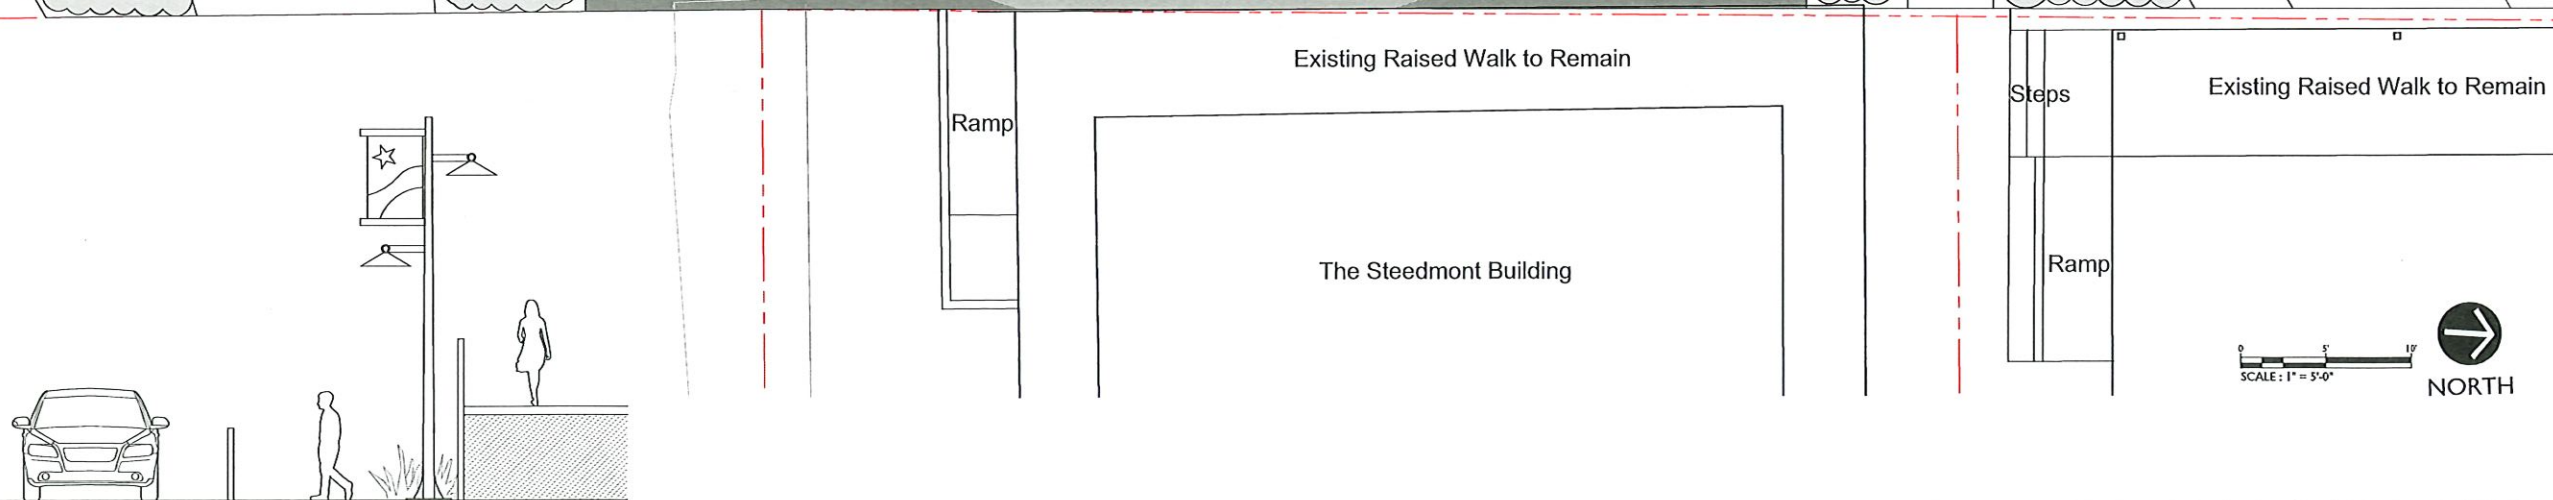 Existing Raised Walk to Remain
Existing Raised Walk to Remain
Steps
Ramp
The Steedmont Building
Ramp
0 5' 10'
SCALE : 1" = 5'-0"
NORTH